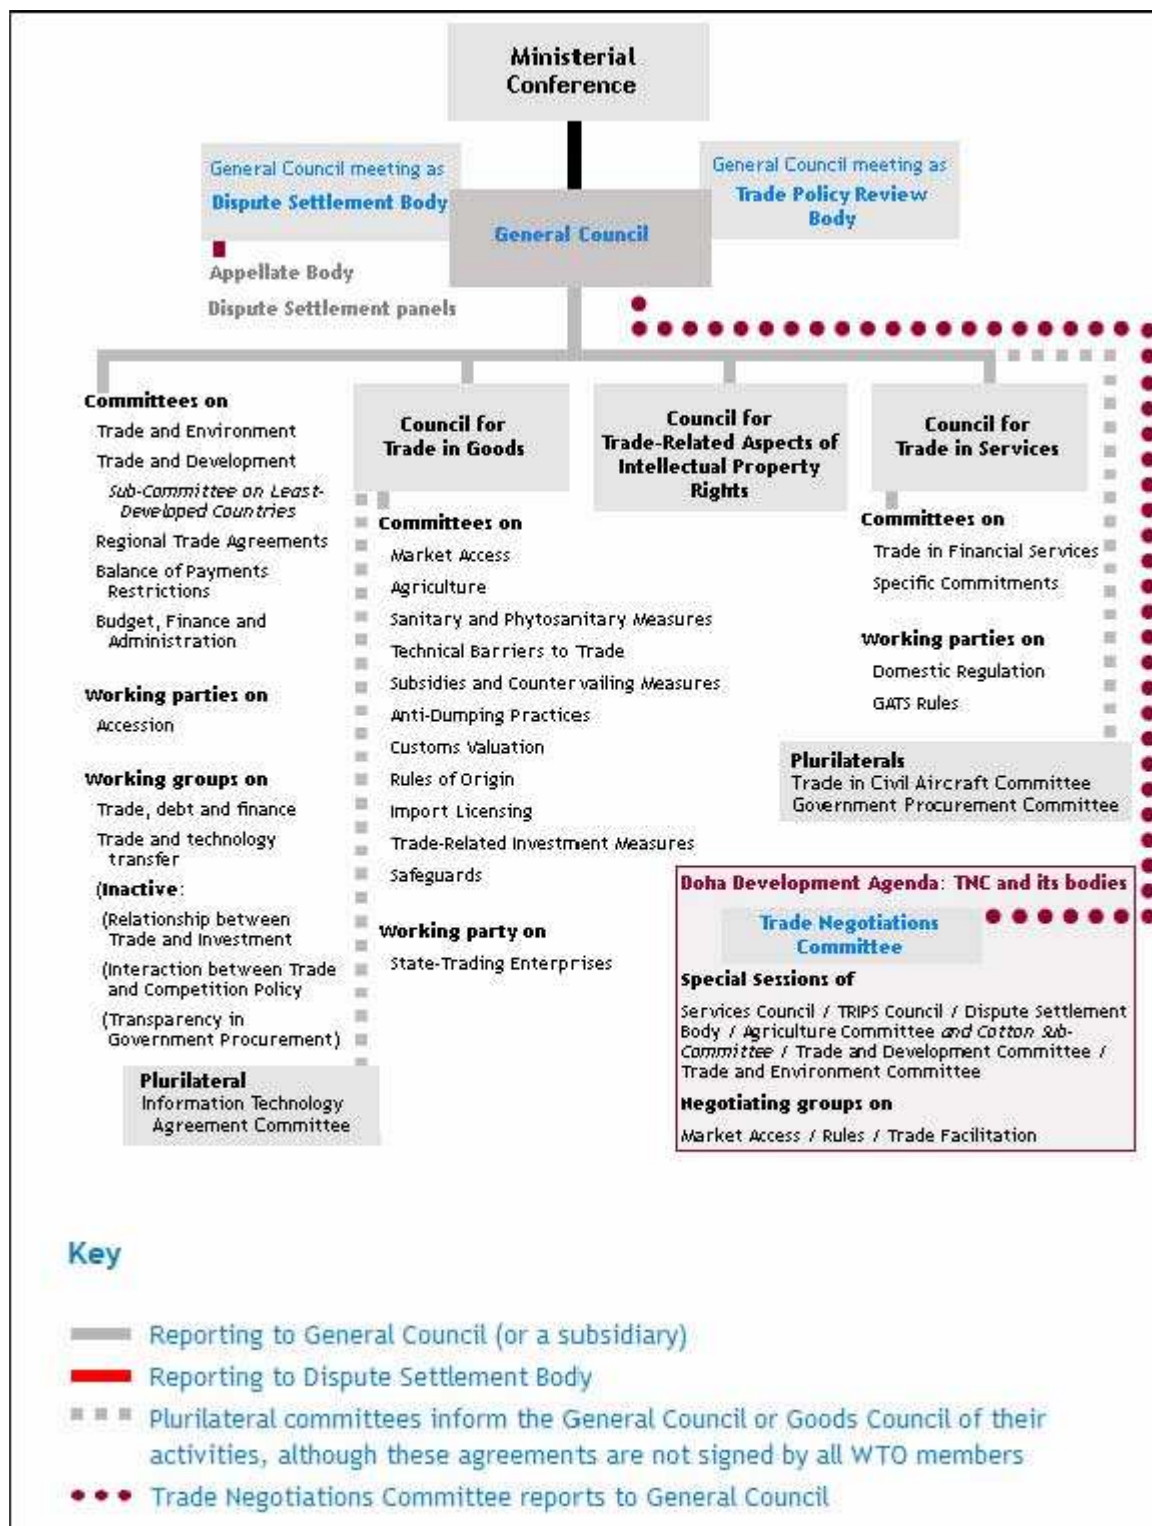 Ministerial
Conference
General Council meeting as
Dispute Settlement Body
General Council meeting as
Trade Policy Review
Body
General Council
Appellate Body
Dispute Settlement panels
Committees on
Trade and Environment
Trade and Development
Sub-Committee on Least-
Developed Countries
Regional Trade Agreements
Balance of Payments
Restrictions
Budget, Finance and
Administration
Working parties on
Accession
Working groups on
Trade, debt and finance
Trade and technology
transfer
(Inactive:
(Relationship between
Trade and Investment
(Interaction between Trade
and Competition Policy
(Transparency in
Government Procurement)
Plurilateral
Information Technology
Agreement Committee
Council for
Trade in Goods
Committees on
Market Access
Agriculture
Sanitary and Phytosanitary Measures
Technical Barriers to Trade
Subsidies and Countervailing Measures
Anti-Dumping Practices
Customs Valuation
Rules of Origin
Import Licensing
Trade-Related Investment Measures
Safeguards
Working party on
State-Trading Enterprises
Council for
Trade-Related Aspects of
Intellectual Property
Rights
Council for
Trade in Services
Committees on
Trade in Financial Services
Specific Commitments
Working parties on
Domestic Regulation
GATS Rules
Plurilaterals
Trade in Civil Aircraft Committee
Government Procurement Committee
Doha Development Agenda: TNC and its bodies
Trade Negotiations
Committee
Special Sessions of
Services Council / TRIPS Council / Dispute Settlement
Body / Agriculture Committee and Cotton Sub-
Committee / Trade and Development Committee /
Trade and Environment Committee
Negotiating groups on
Market Access / Rules / Trade Facilitation
Key
Reporting to General Council (or a subsidiary)
Reporting to Dispute Settlement Body
Plurilateral committees inform the General Council or Goods Council of their
activities, although these agreements are not signed by all WTO members
Trade Negotiations Committee reports to General Council